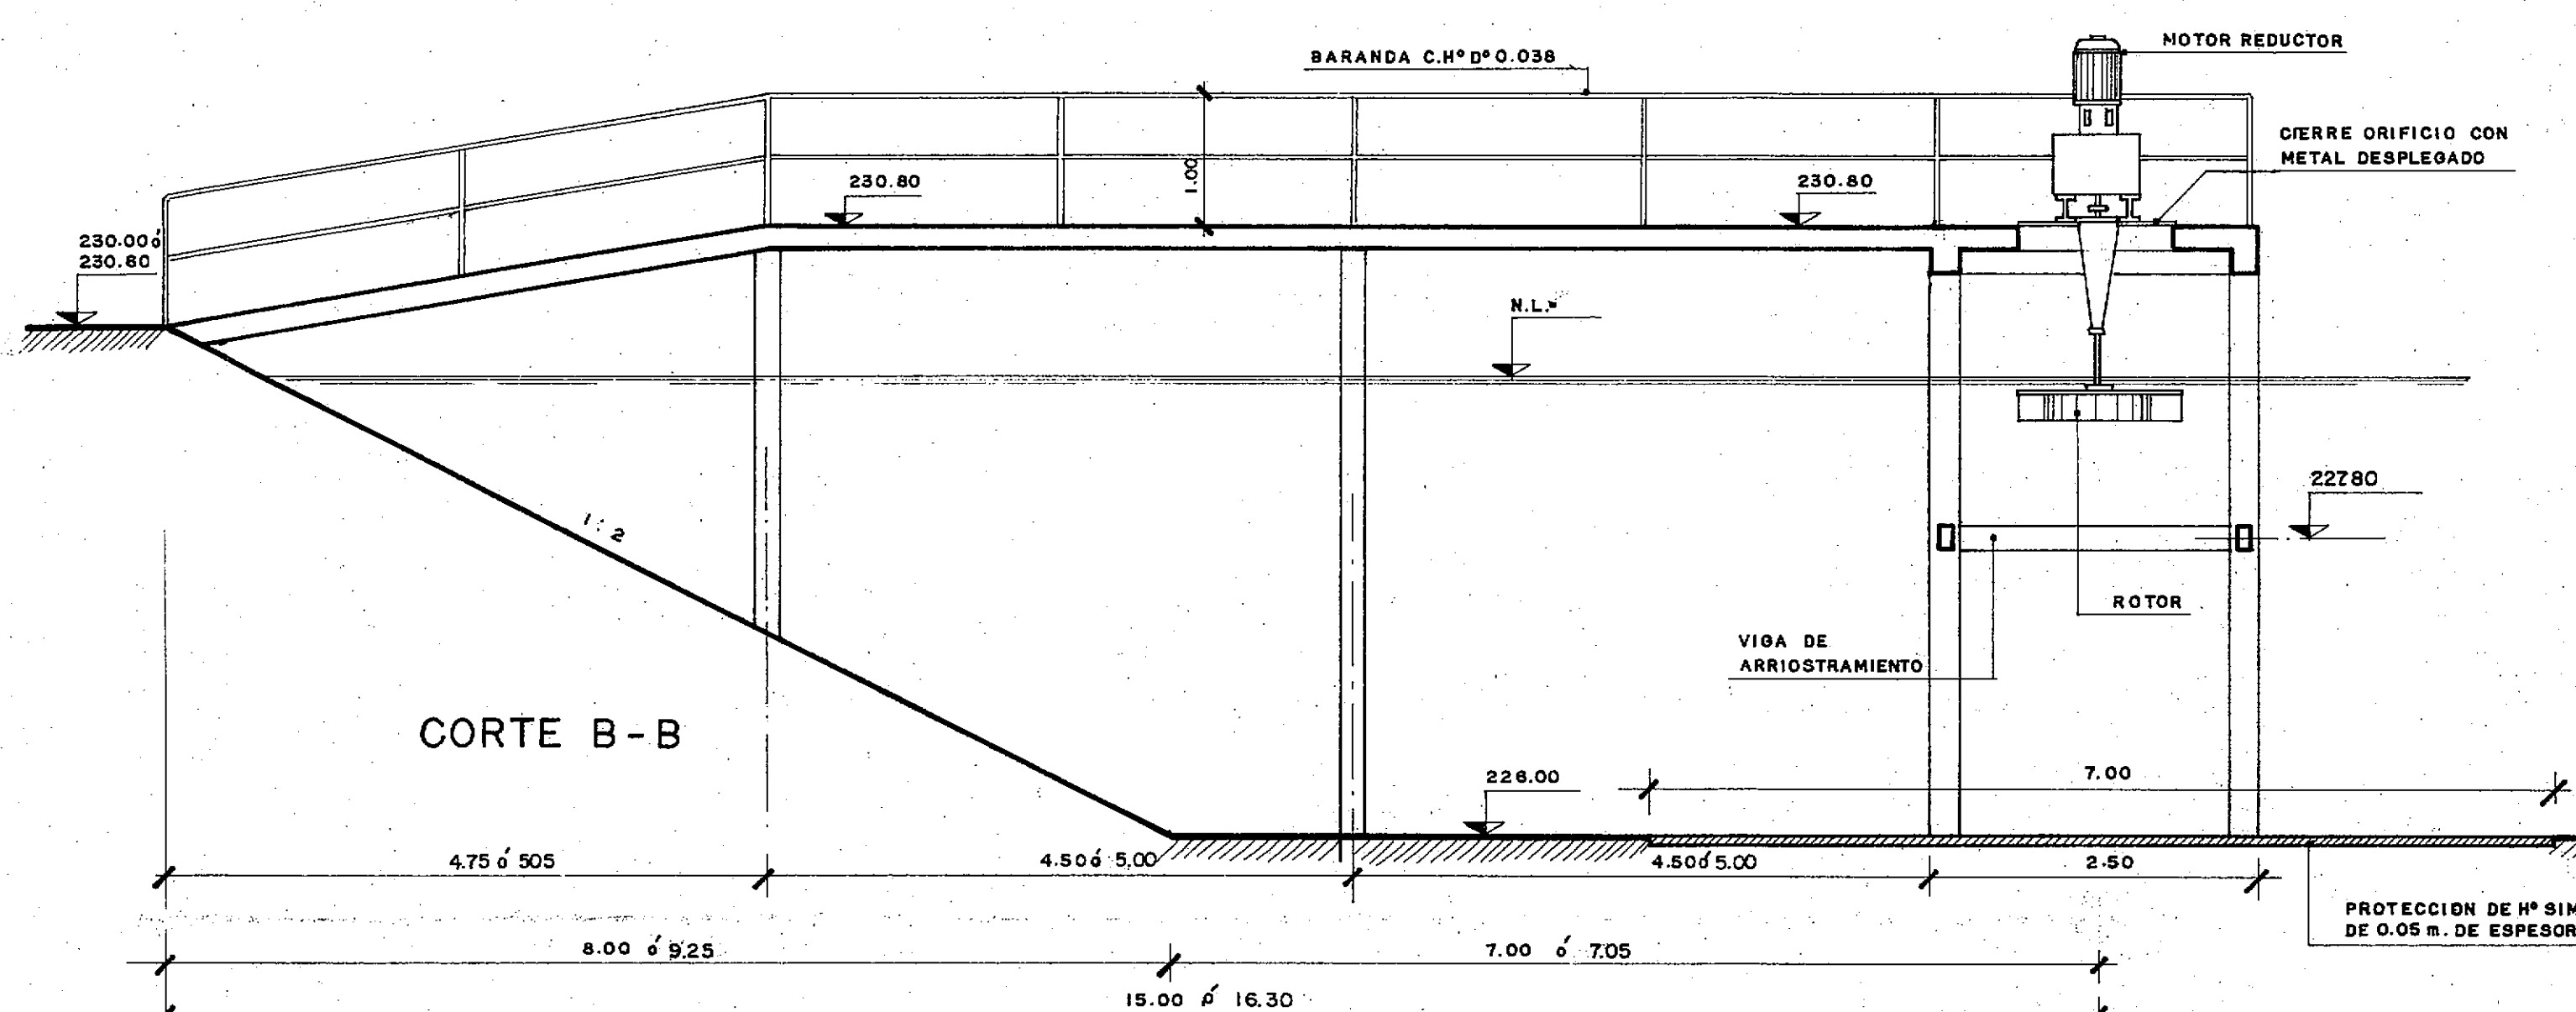 MOTOR REDUCTOR
BARANDA C.Hº Dº 0.038
CIERRE ORIFICIO CON
METAL DESPLEGADO
1.00
230.80
230.80
230.00 ó
230.80
N.L.
1:2
227.80
ROTOR
VIGA DE
ARRIOSTRAMIENTO
CORTE B-B
226.00
7.00
4.75 ó 505
4.50 ó 5.00
4.50 ó 5.00
2.50
PROTECCION DE Hº SIM
DE 0.05 m. DE ESPESOR
8.00 ó 9.25
7.00 ó 7.05
15.00 ó 16.30